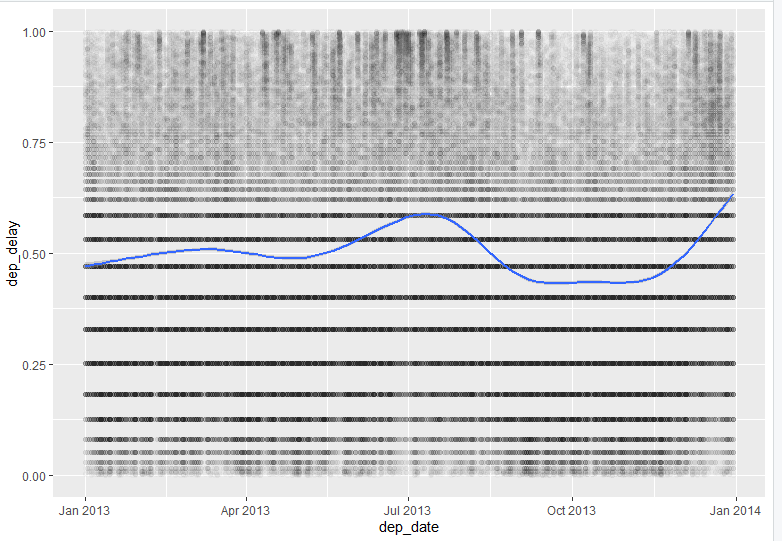 1.00
0.75
0.50
0.25
0.00
dep_delay
Jan 2013
Apr 2013
Jul 2013
Oct 2013
Jan 2014
dep_date